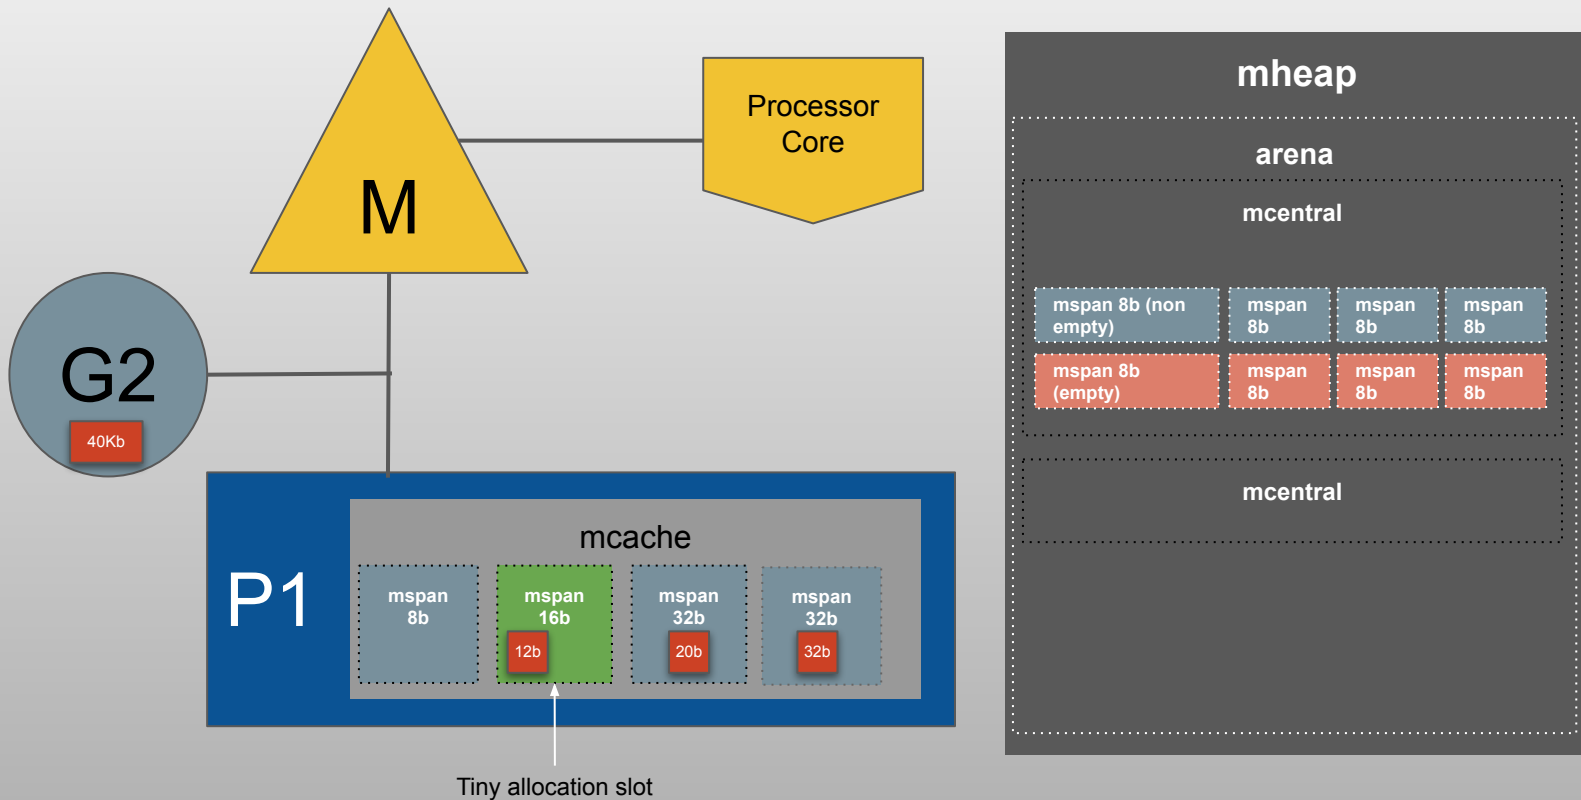 M
Processor
Core
G2
40Kb
P1
mcache
mspan
8b
mspan
16b
12b
mspan
32b
20b
mspan
32b
32b
Tiny allocation slot
mheap
arena
mcentral
mspan 8b (non
empty)
mspan
8b
mspan
8b
mspan
8b
mspan 8b
(empty)
mspan
8b
mspan
8b
mspan
8b
mcentral